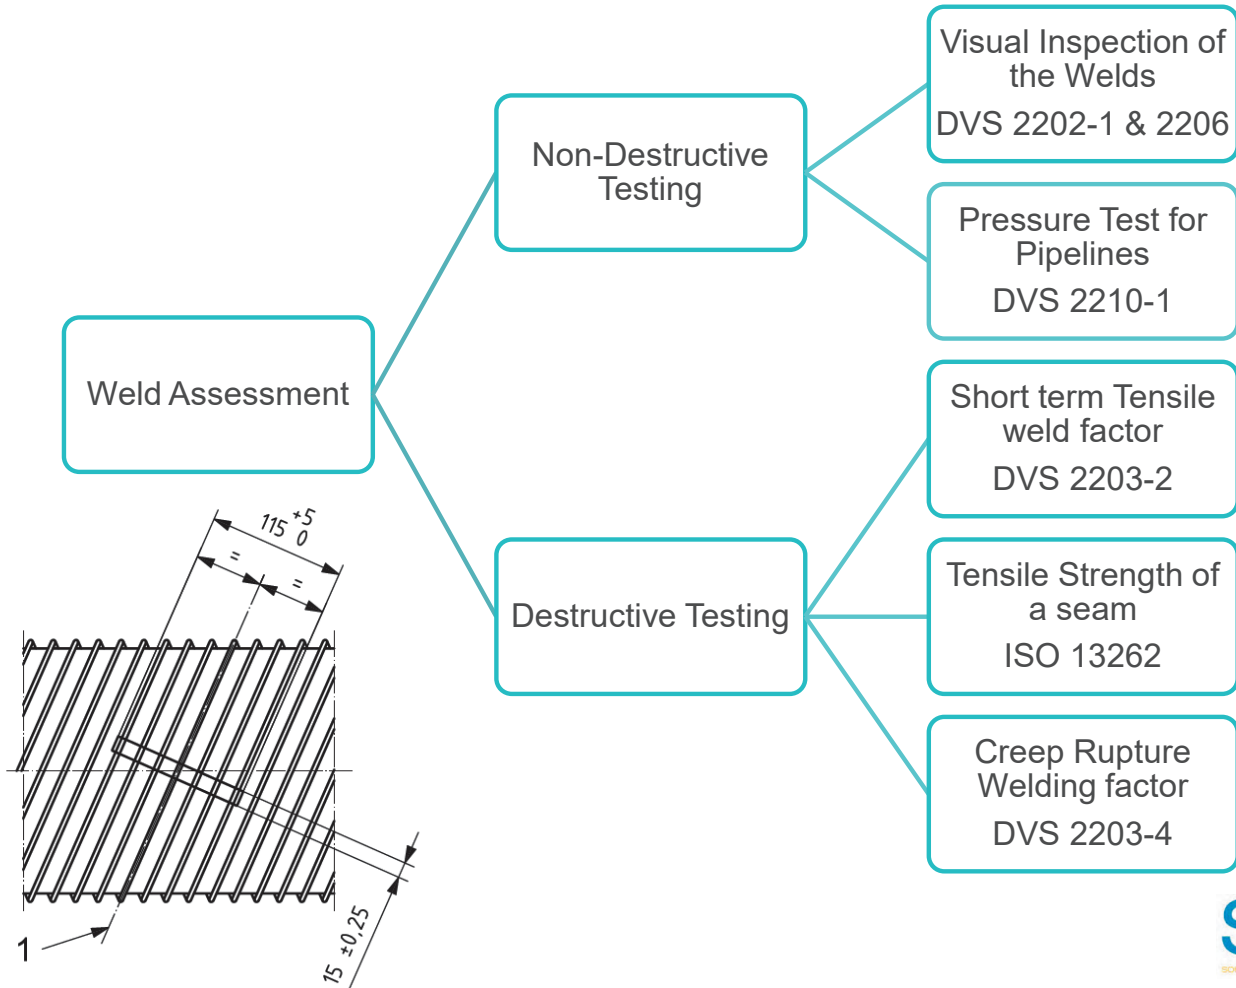 Visual Inspection of
the Welds
DVS 2202-1 & 2206
Non-Destructive
Testing
Pressure Test for
Pipelines
DVS 2210-1
Weld Assessment
Short term Tensile
weld factor
DVS 2203-2
Destructive Testing
Tensile Strength of
a seam
ISO 13262
Creep Rupture
Welding factor
DVS 2203-4
115 +5
0
=
=
15 ±0,25
1